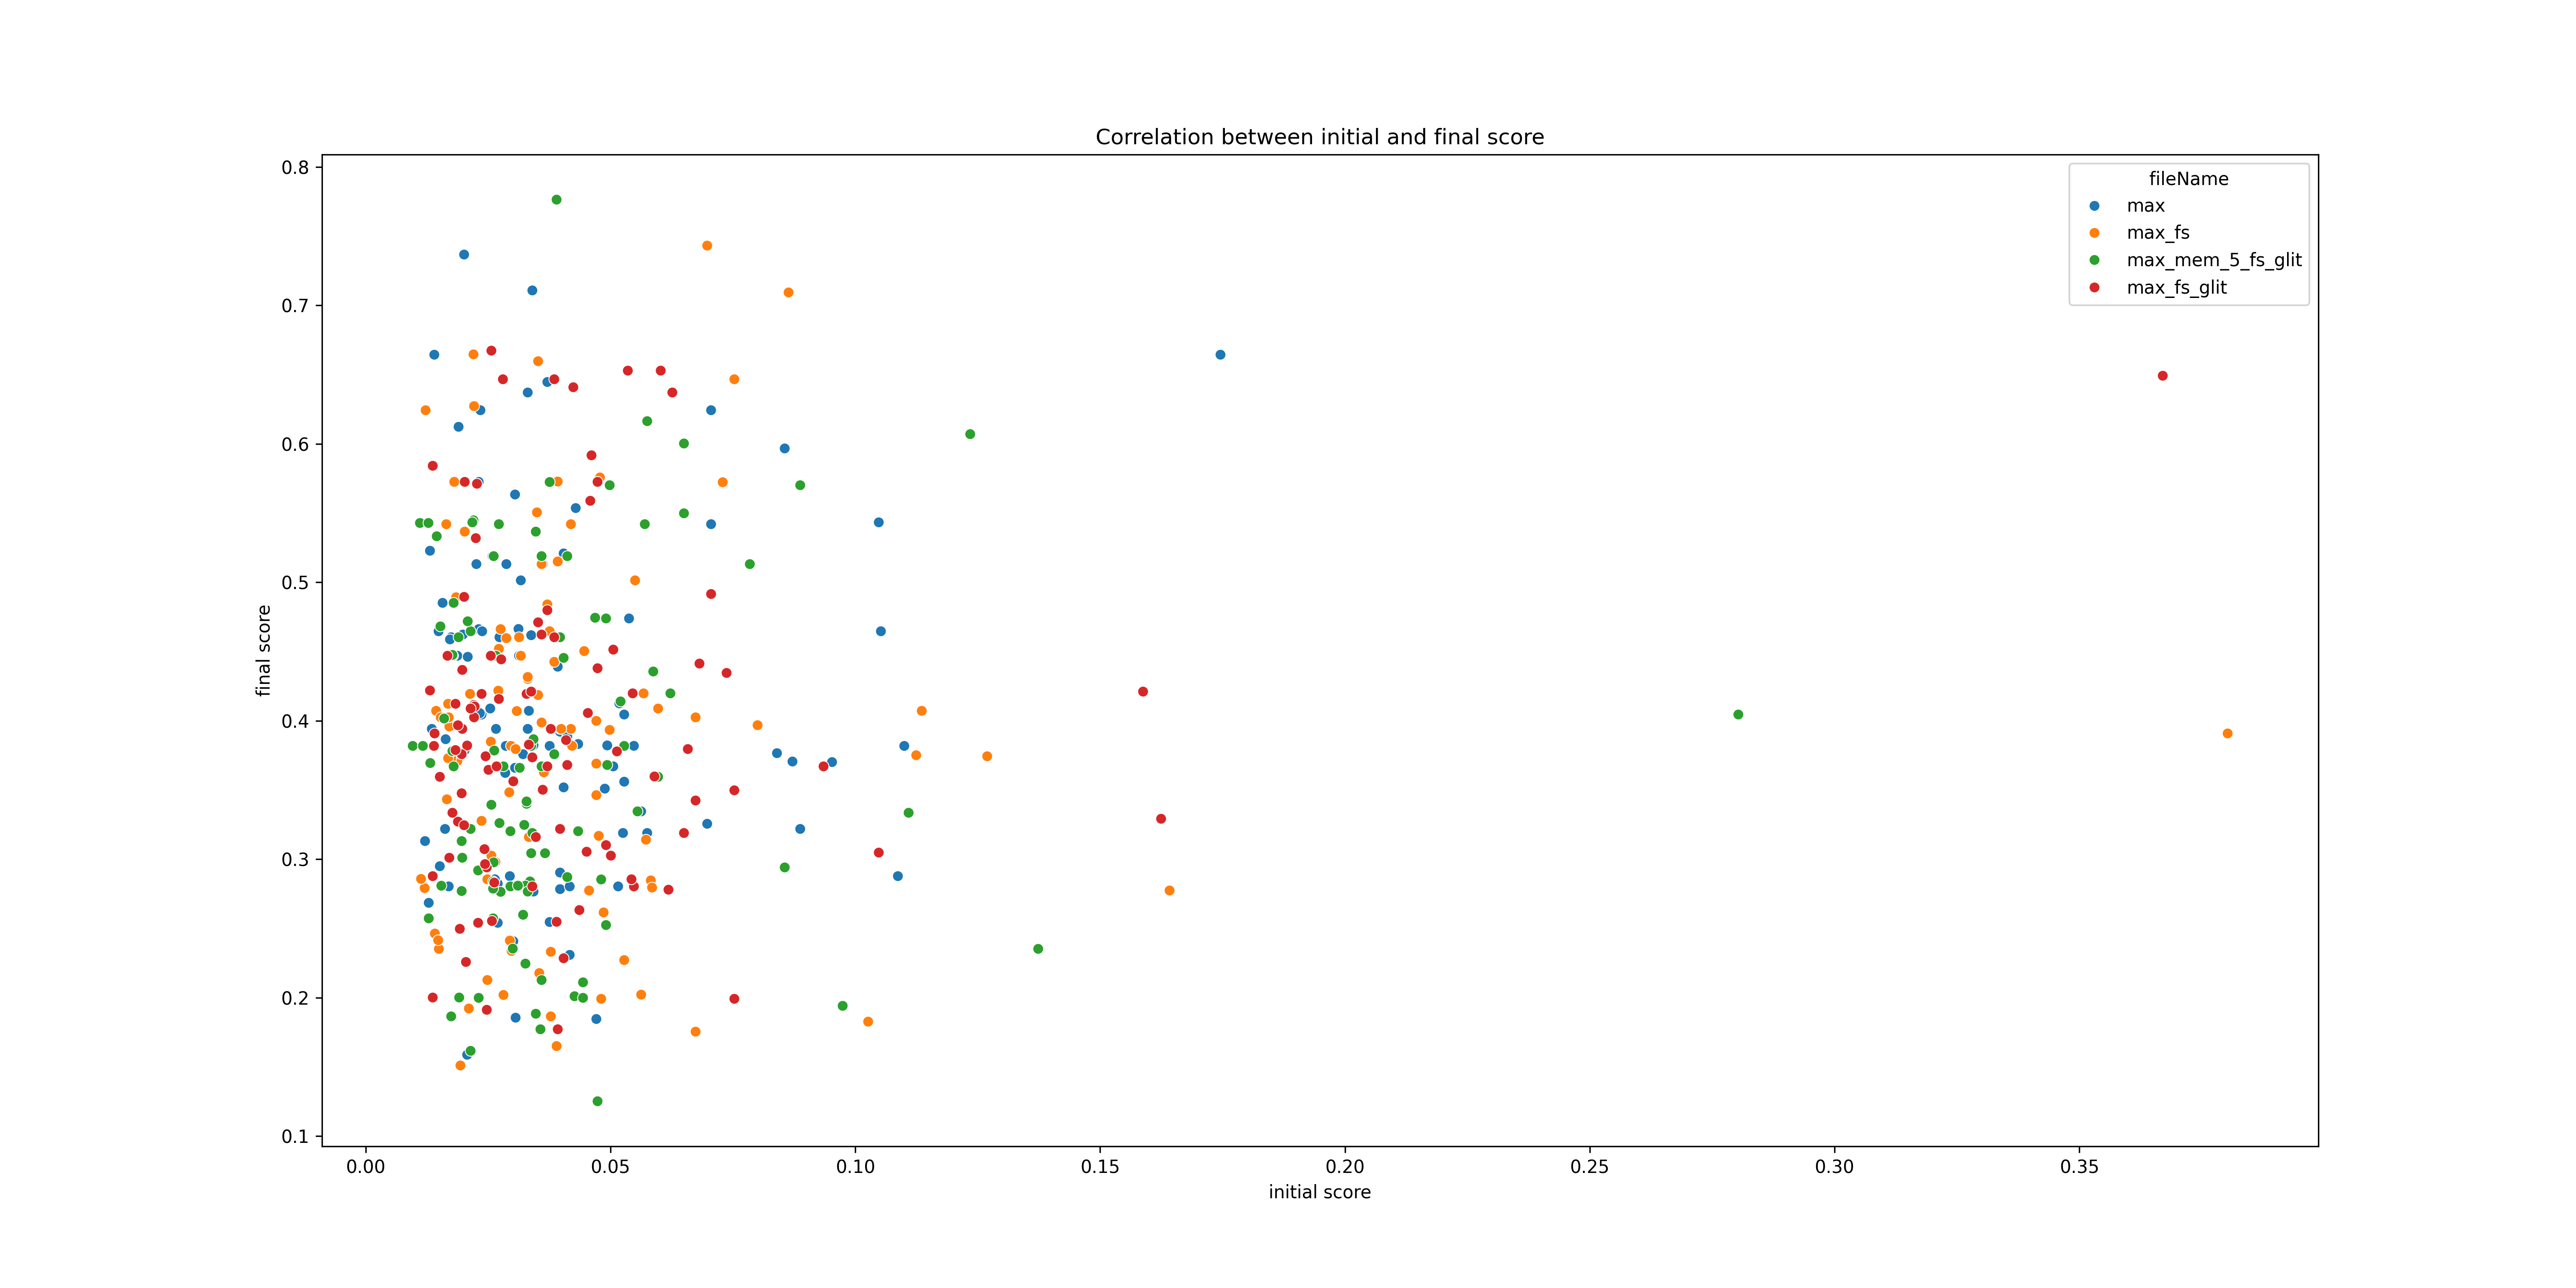 Correlation between initial and final score
fileName
max
max_fs
max_mem_5_fs_glit
max_fs_glit
final score
0.8
0.7
0.6
0.5
0.4
0.3
0.2
0.1
0.00 0.05 0.10 0.15 0.20 0.25 0.30 0.35
initial score